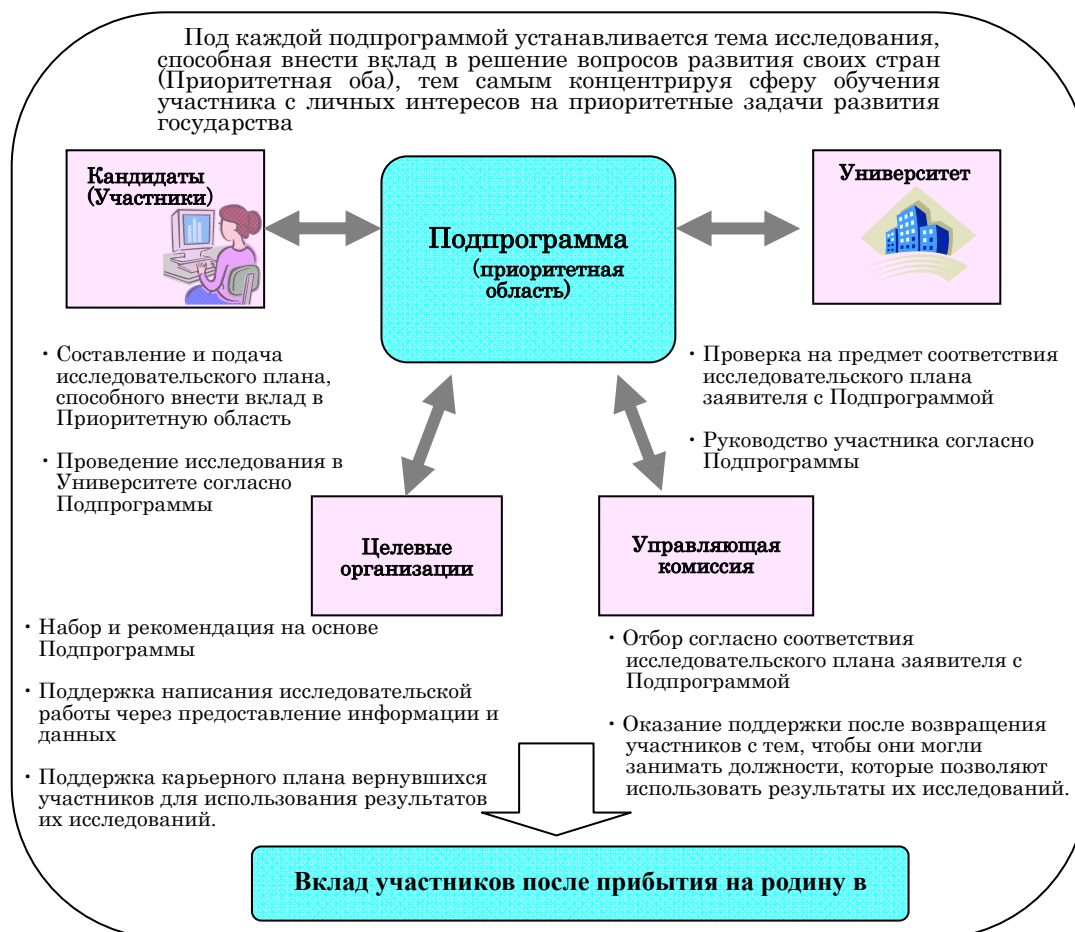 Под каждой подпрограммой устанавливается тема исследования,
способная внести вклад в решение вопросов развития своих стран
(Приоритетная оба), тем самым концентрируя сферу обучения
участника с личных интересов на приоритетные задачи развития
государства
Кандидаты
(Участники)
Подпрограмма
(приоритетная
область)
Университет
・Составление и подача
исследовательского плана,
способного внести вклад в
Приоритетную область
・Проведение исследования в
Университете согласно
Подпрограммы
・Проверка на предмет соответствия
исследовательского плана
заявителя с Подпрограммой
・Руководство участника согласно
Подпрограммы
Целевые
организации
Управляющая
комиссия
・Набор и рекомендация на основе
Подпрограммы
・Поддержка написания исследовательской
работы через предоставление информации и
данных
・Поддержка карьерного плана вернувшихся
участников для использования результатов
их исследований.
・Отбор согласно соответствия
исследовательского плана заявителя с
Подпрограммой
・Оказание поддержки после возвращения
участников с тем, чтобы они могли
занимать должности, которые позволяют
использовать результаты их исследований.
Вклад участников после прибытия на родину в